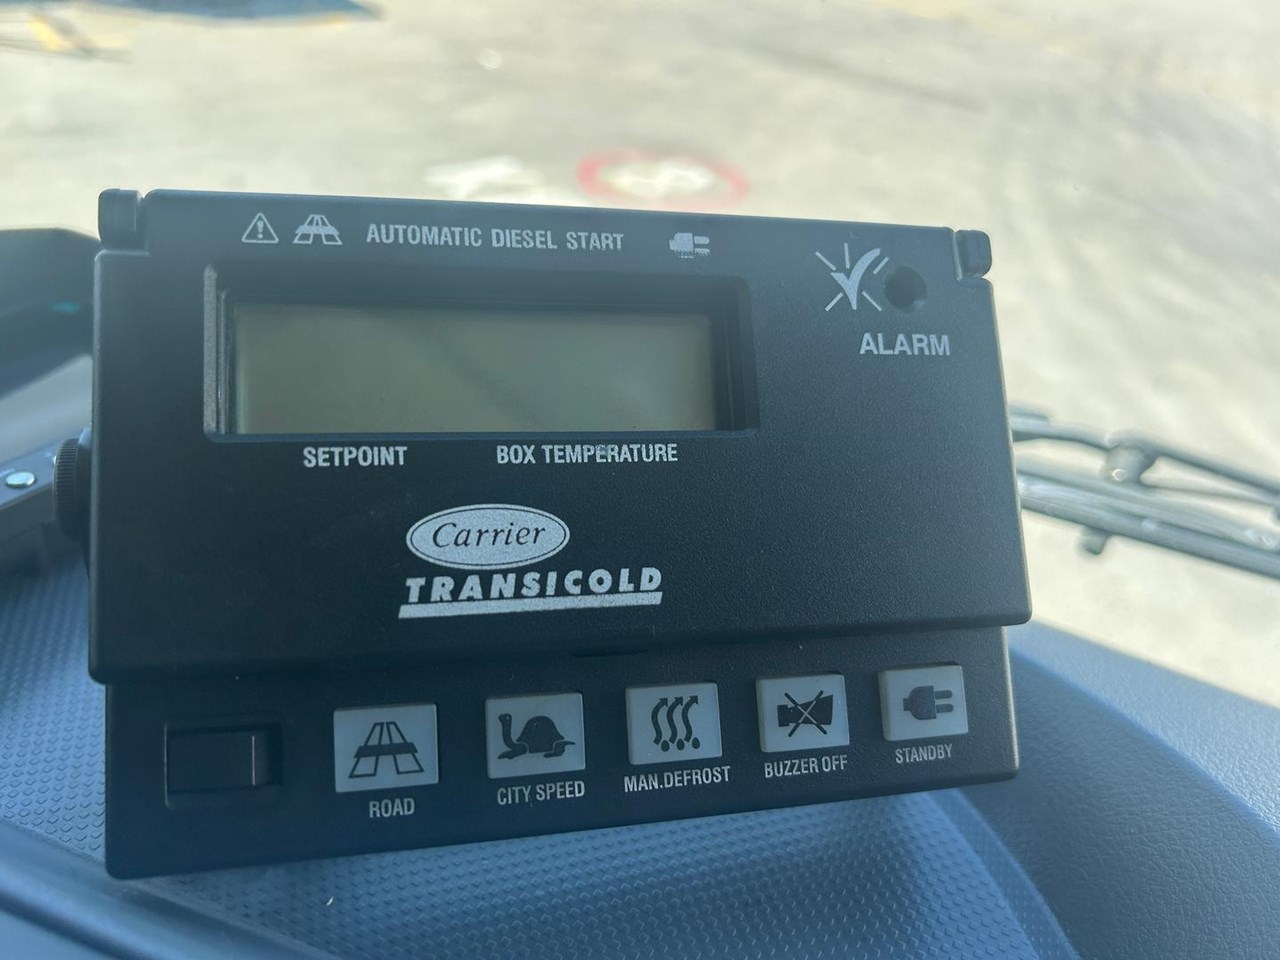 AUTOMATIC DIESEL START
ALARM
SETPOINT
BOX TEMPERATURE
Carrier
TRANSICOLD
ROAD
CITY SPEED
MAN.DEFROST
BUZZER OFF
STANDBY